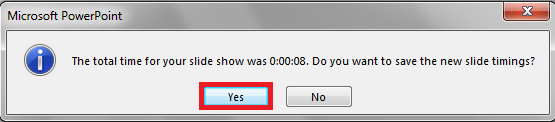 Microsoft PowerPoint
The total time for your slide show was 0:00:08. Do you want to save the new slide timings?
Yes No